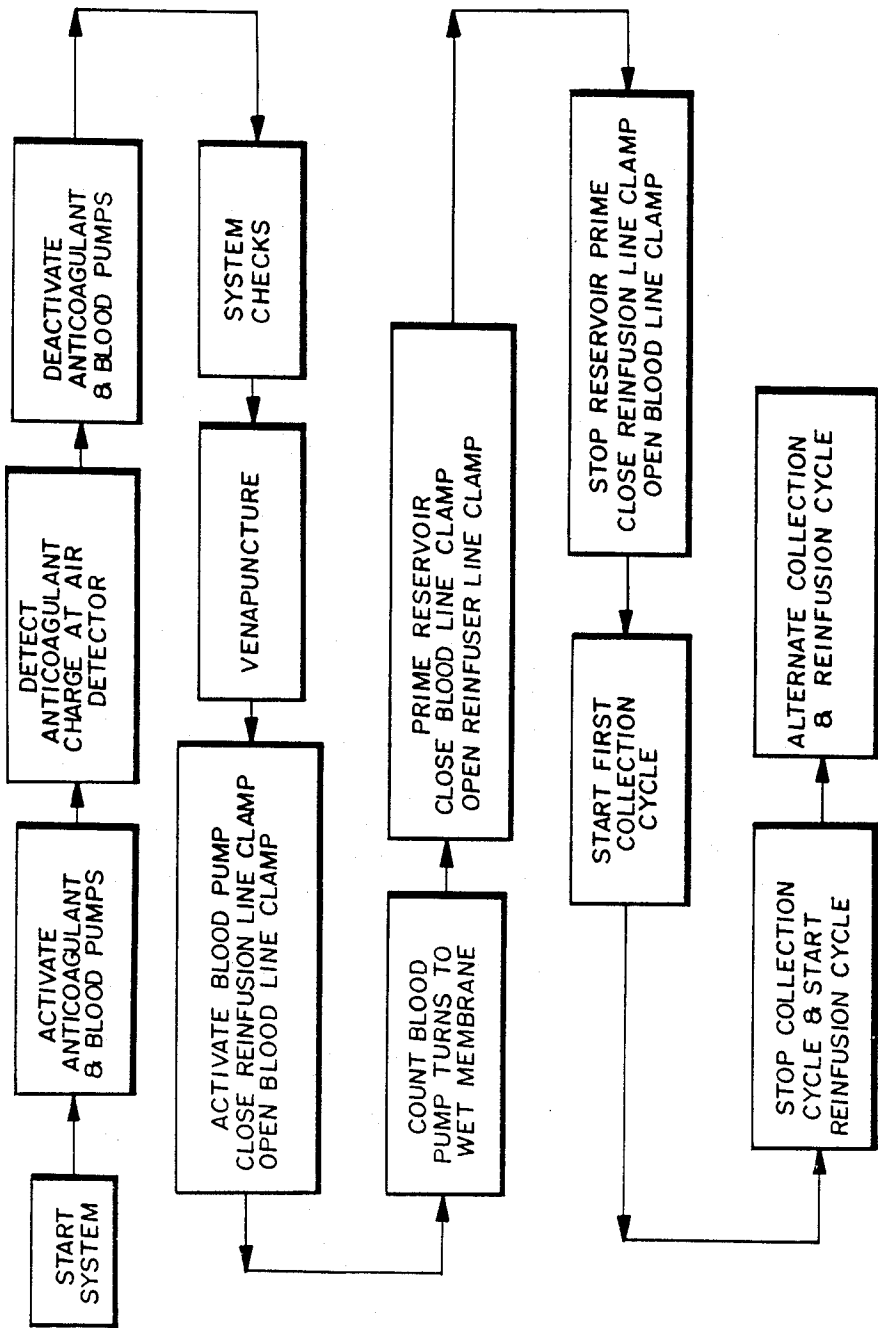 START
SYSTEM
ACTIVATE
ANTICOAGULANT
& BLOOD PUMPS
DETECT
ANTICOAGULANT
CHARGE AT AIR
DETECTOR
DEACTIVATE
ANTICOAGULANT
& BLOOD PUMPS
SYSTEM
CHECKS
VENAPUNCTURE
ACTIVATE BLOOD PUMP
CLOSE REINFUSION LINE CLAMP
OPEN BLOOD LINE CLAMP
COUNT BLOOD
PUMP TURNS TO
WET MEMBRANE
PRIME RESERVOIR
CLOSE BLOOD LINE CLAMP
OPEN REINFUSER LINE CLAMP
STOP RESERVOIR PRIME
CLOSE REINFUSION LINE CLAMP
OPEN BLOOD LINE CLAMP
START FIRST
COLLECTION
CYCLE
STOP COLLECTION
CYCLE & START
REINFUSION CYCLE
ALTERNATE COLLECTION
& REINFUSION CYCLE